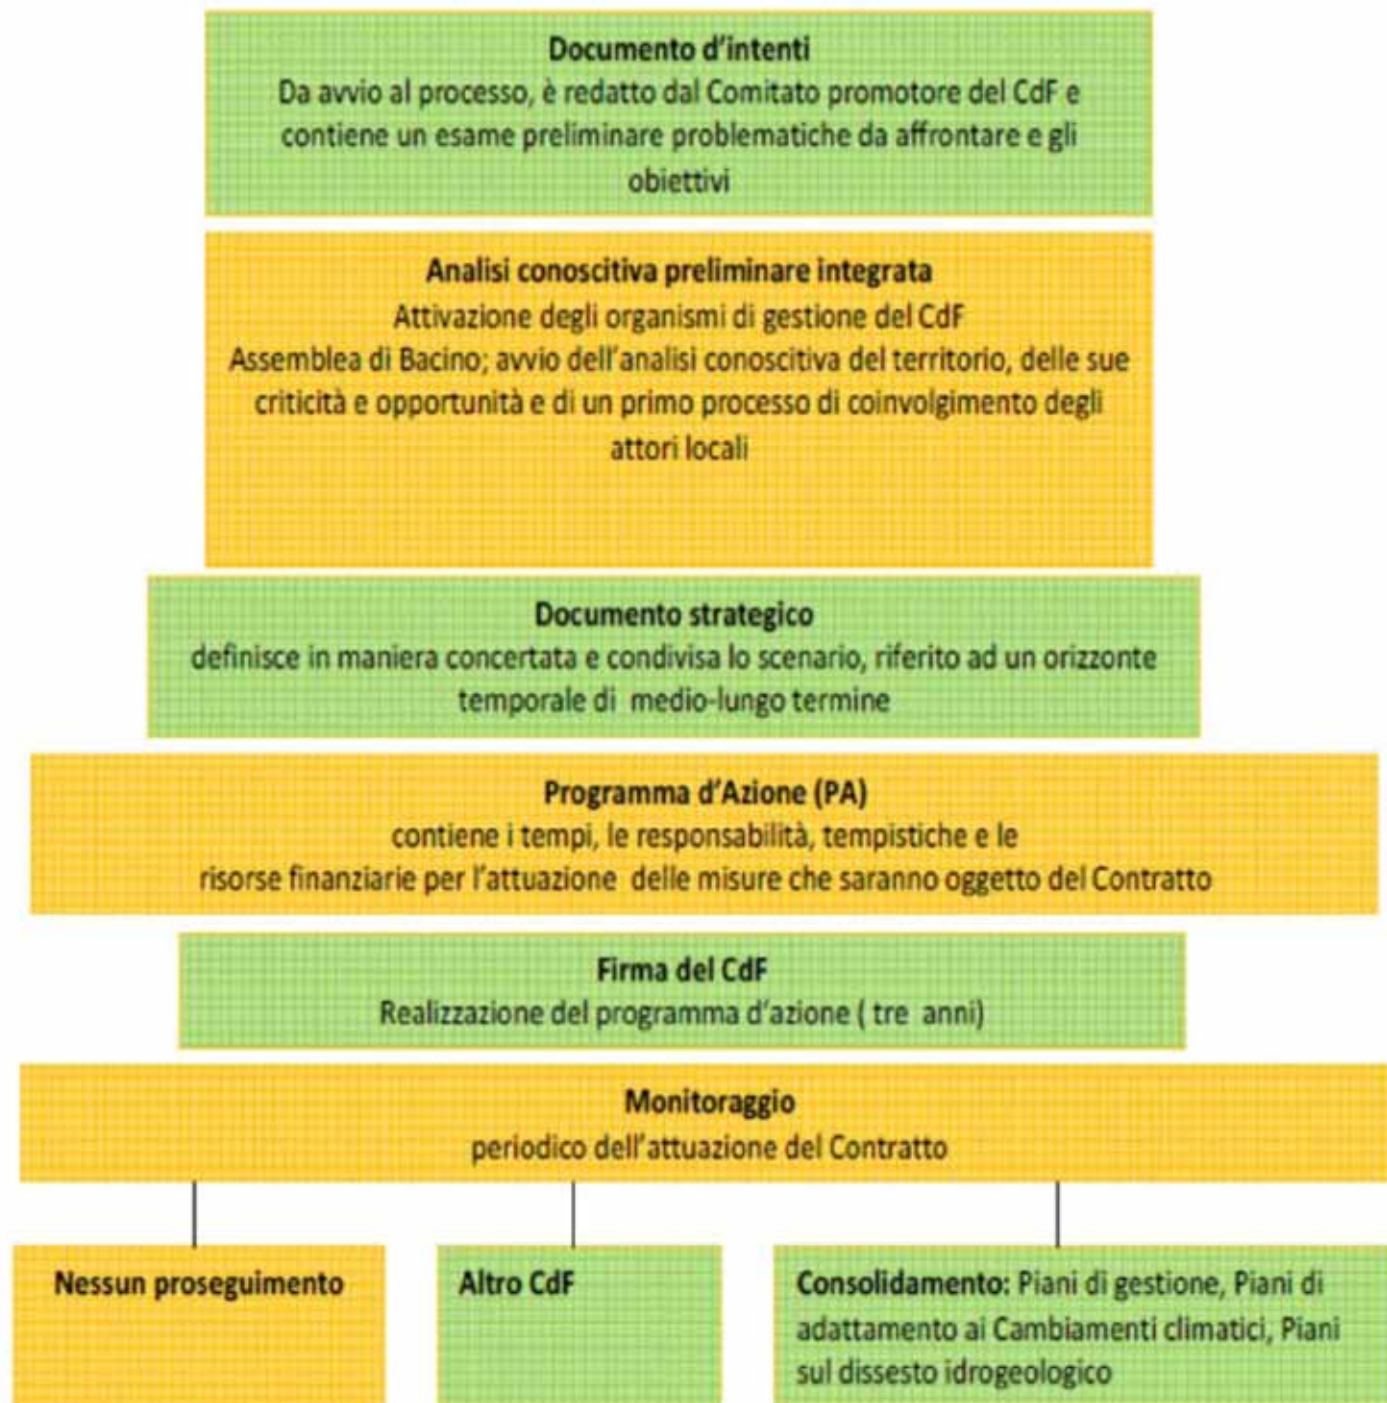 Documento d'intenti
Da avvio al processo, è redatto dal Comitato promotore del CdF e
contiene un esame preliminare problematiche da affrontare e gli
obiettivi
Analisi conoscitiva preliminare integrata
Attivazione degli organismi di gestione del CdF
Assemblea di Bacino; avvio dell'analisi conoscitiva del territorio, delle sue
criticità e opportunità e di un primo processo di coinvolgimento degli
attori locali
Documento strategico
definisce in maniera concertata e condivisa lo scenario, riferito ad un orizzonte
temporale di medio-lungo termine
Programma d'Azione (PA)
contiene i tempi, le responsabilità, tempistiche e le
risorse finanziarie per l'attuazione delle misure che saranno oggetto del Contratto
Firma del CdF
Realizzazione del programma d'azione ( tre anni)
Monitoraggio
periodico dell'attuazione del Contratto
Nessun proseguimento
Altro CdF
Consolidamento: Piani di gestione, Piani di
adattamento ai Cambiamenti climatici, Piani
sul dissesto idrogeologico